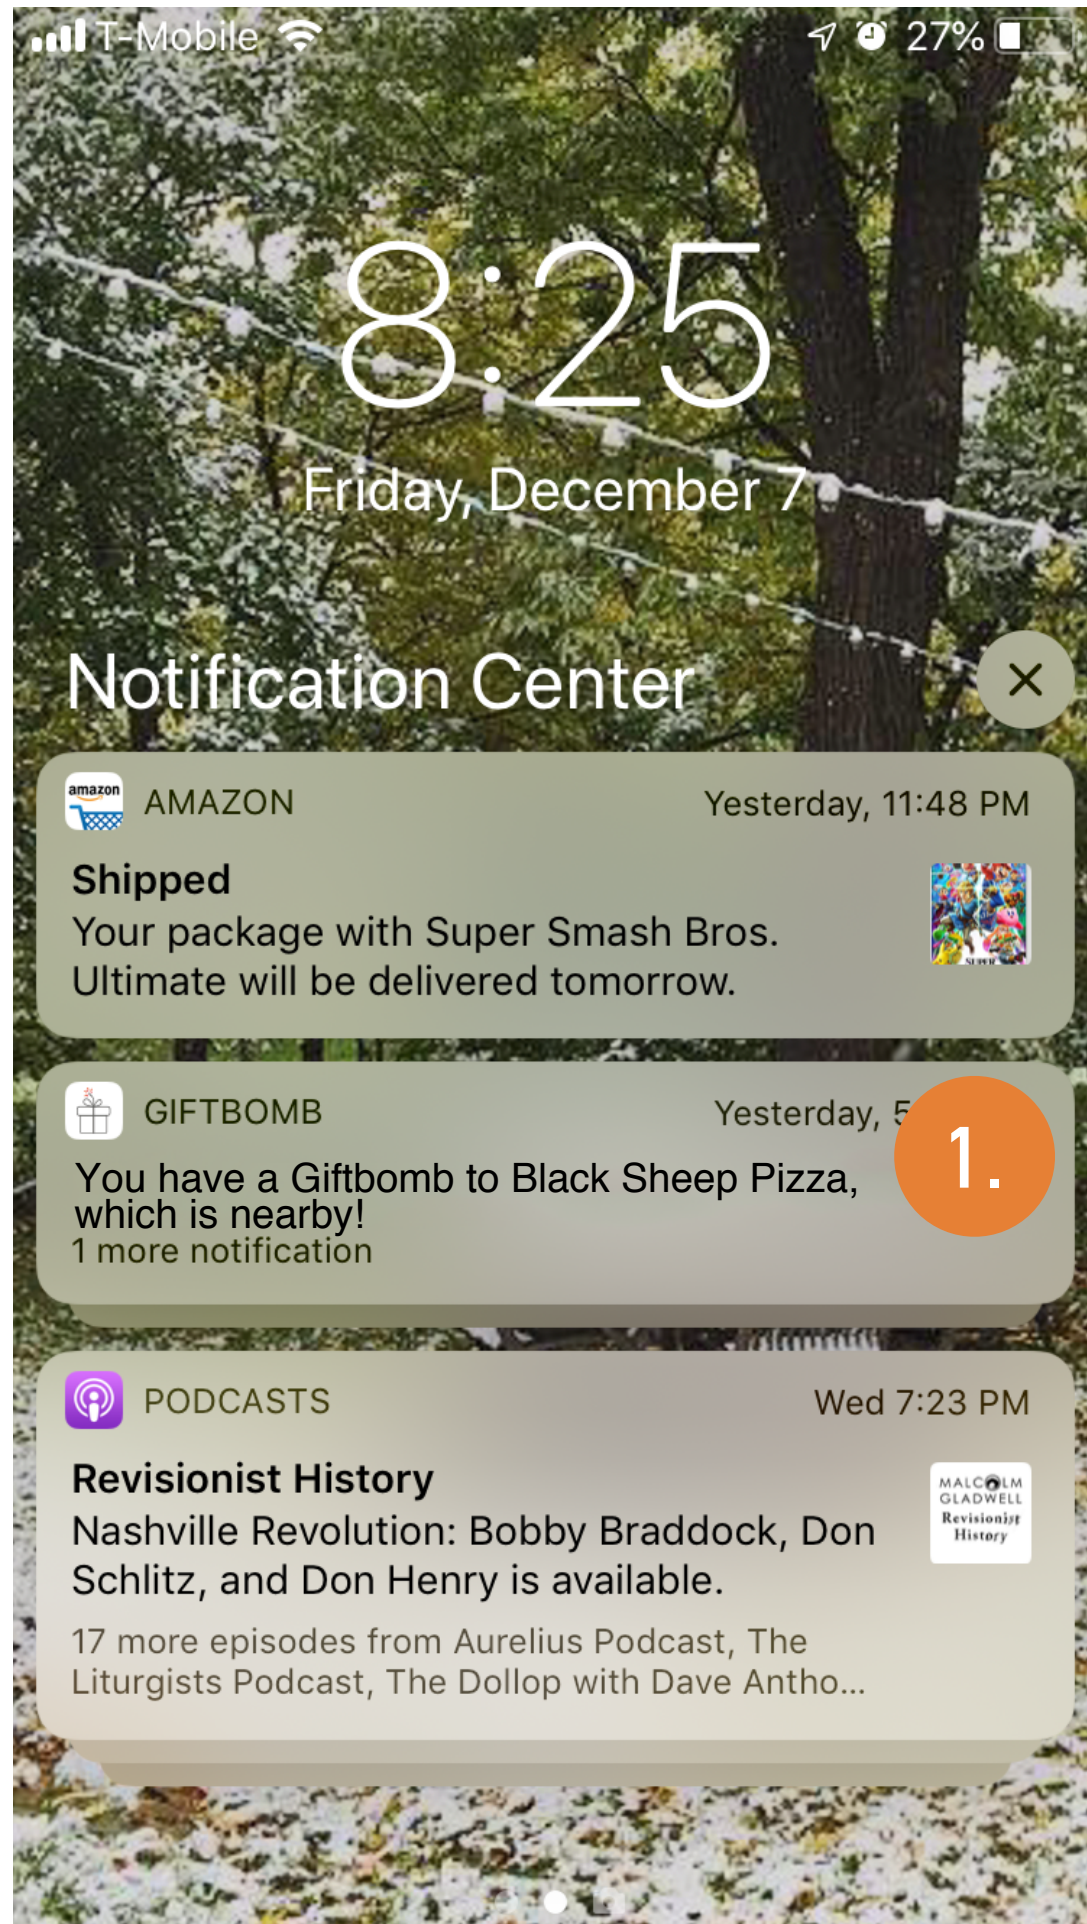 T-Mobile 27%
8:25
Friday, December 7
Notification Center
amazon AMAZON Yesterday, 11:48 PM
Shipped
Your package with Super Smash Bros.
Ultimate will be delivered tomorrow.
SUPER
GIFTBOMB Yesterday, 5
1.
You have a Giftbomb to Black Sheep Pizza,
which is nearby!
1 more notification
PODCASTS Wed 7:23 PM
Revisionist History
Nashville Revolution: Bobby Braddock, Don
Schlitz, and Don Henry is available.
MALCOLM
GLADWELL
Revisionist
History
17 more episodes from Aurelius Podcast, The
Liturgists Podcast, The Dollop with Dave Antho...